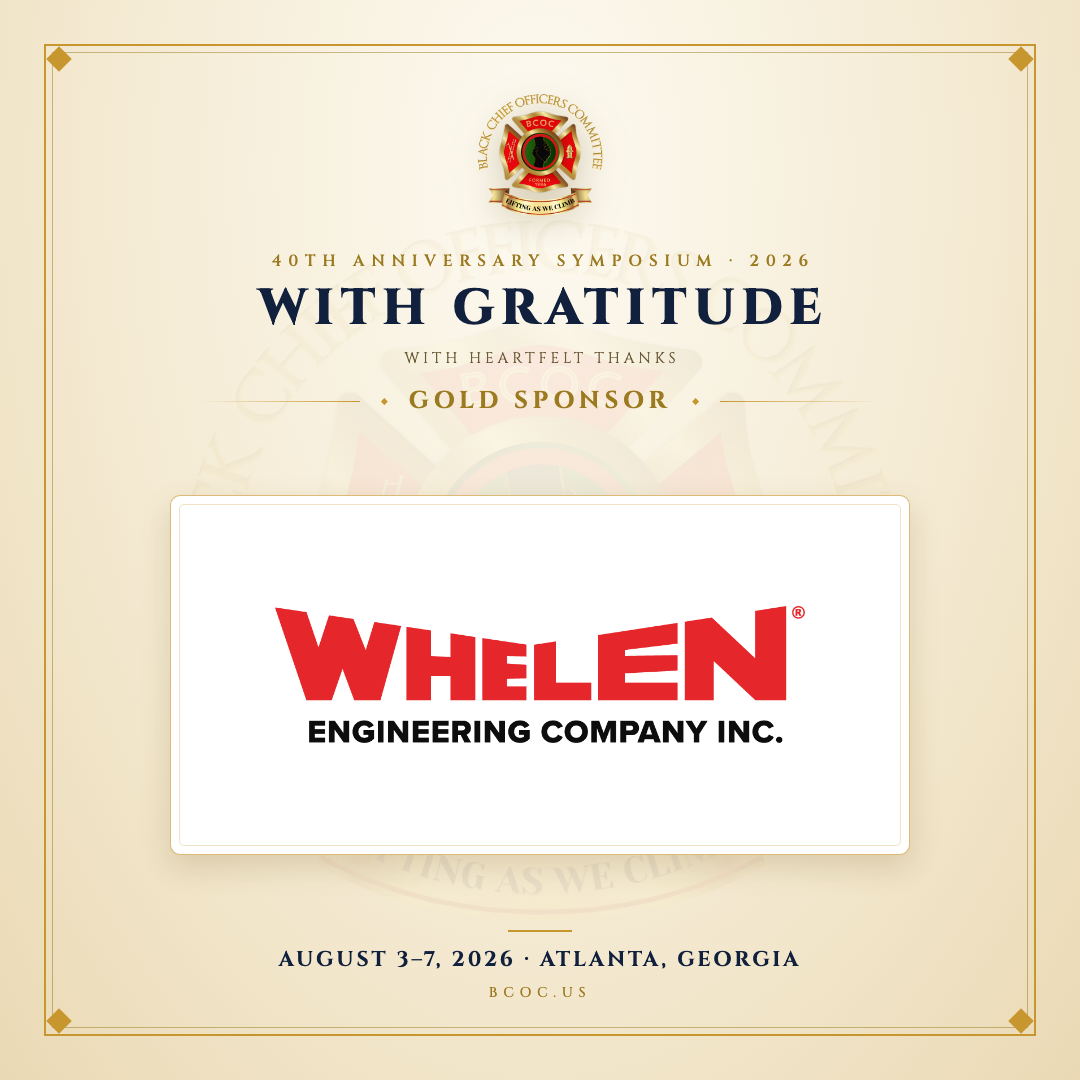 BLACK CHIEF OFFICERS COMMITTEE
BCOC
FORMED
LIFTING AS WE CLIMB
40TH ANNIVERSARY SYMPOSIUM · 2026
WITH GRATITUDE
WITH HEARTFELT THANKS
GOLD SPONSOR
WHELEN®
ENGINEERING COMPANY INC.
AUGUST 3–7, 2026 · ATLANTA, GEORGIA
BCOC.US